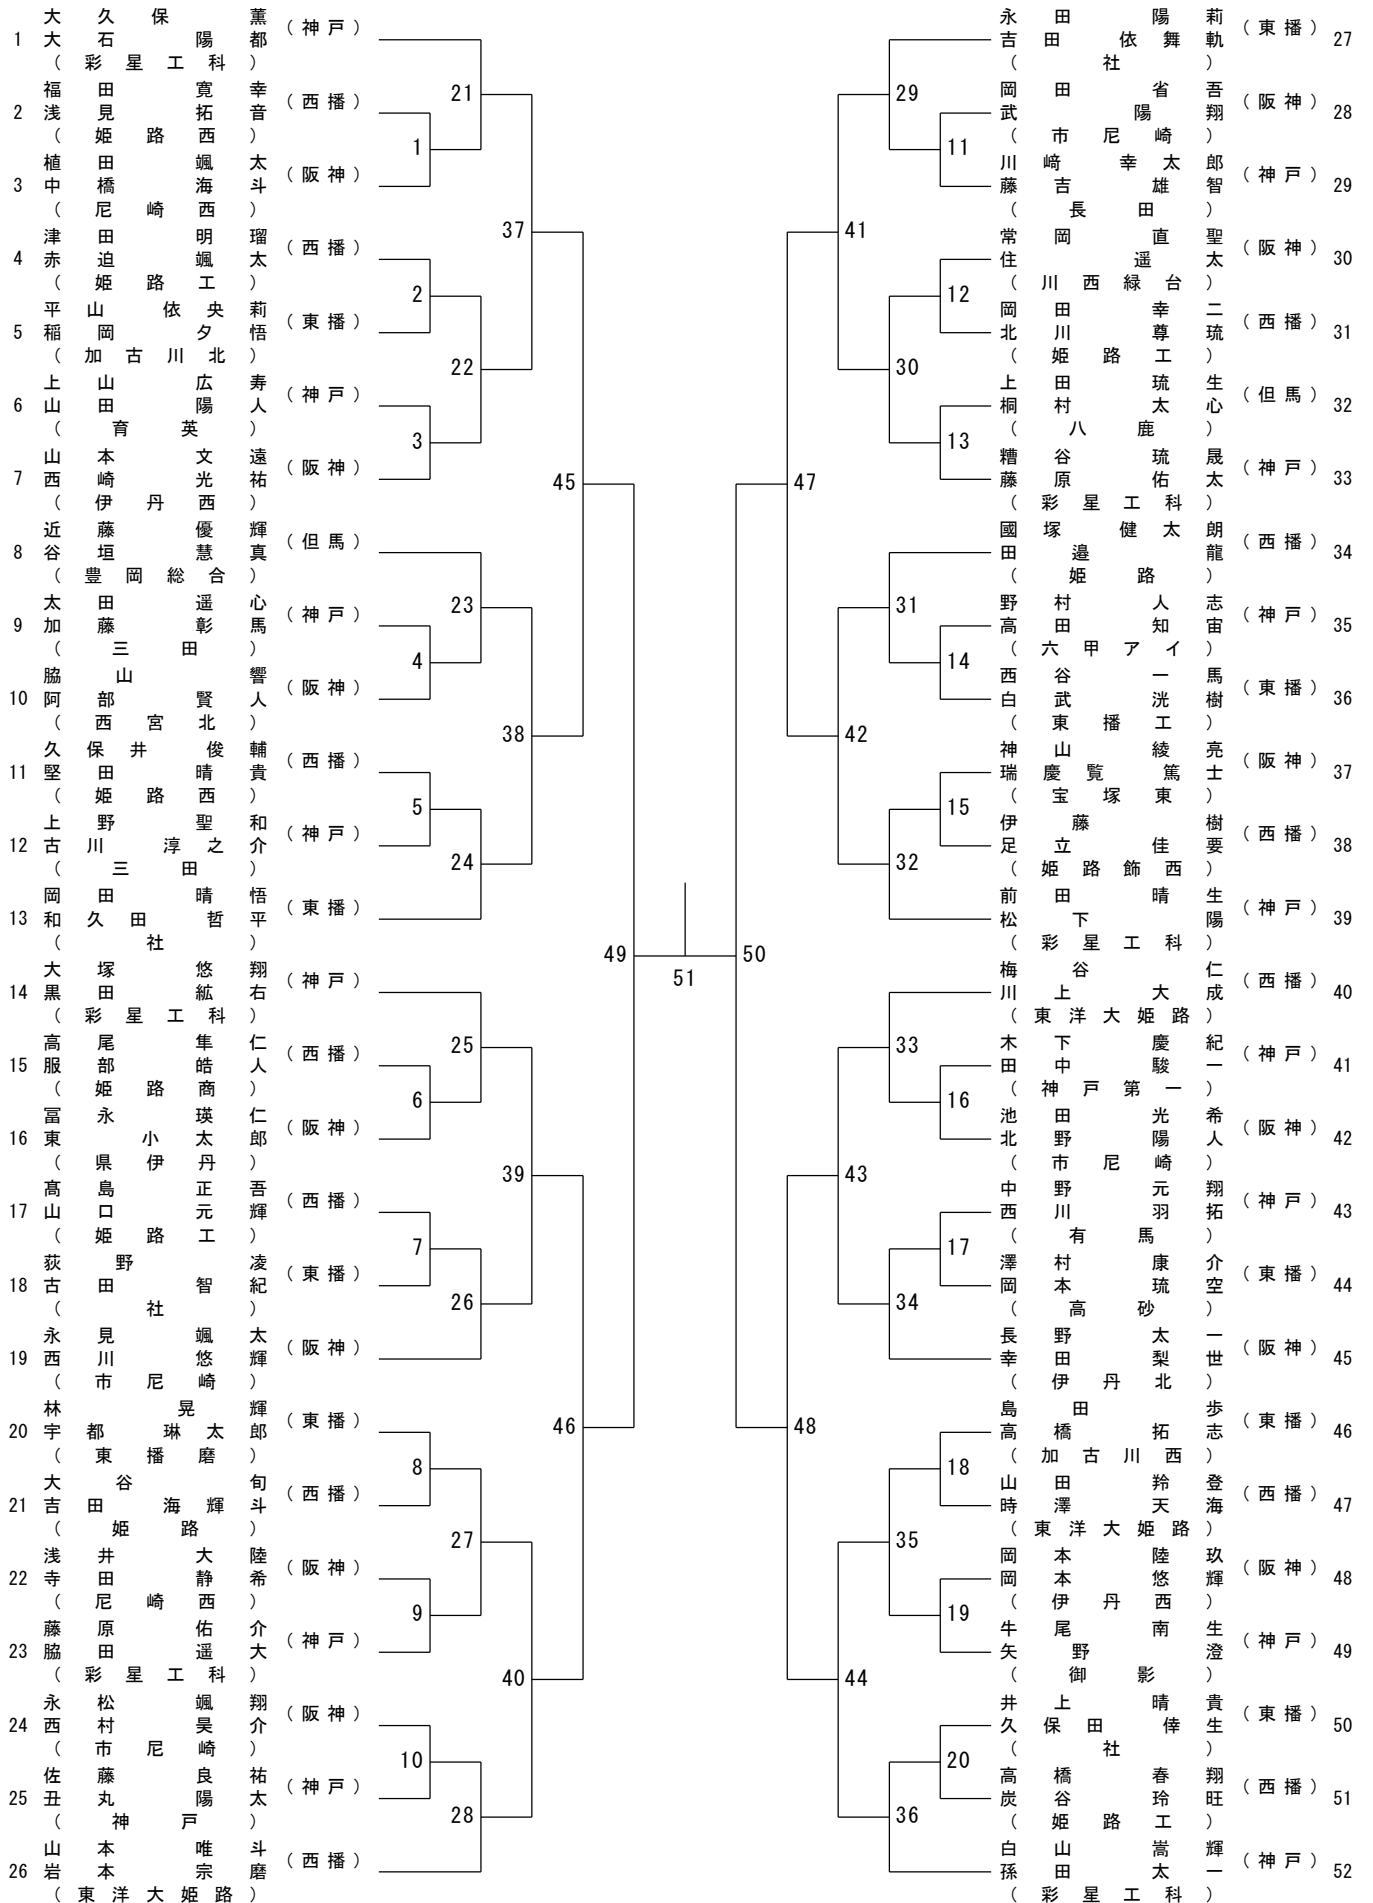 大久保 薫
1 大石 陽都 (神戸)
(彩星工科)
福田 寛幸
2 浅見 拓音 (西播)
(姫路西)
植田 颯太
3 中橋 海斗 (阪神)
(尼崎西)
津田 明瑠
4 赤迫 颯太 (西播)
(姫路工)
平山 依央莉
5 稲岡 夕悟 (東播)
(加古川北)
上山 広寿
6 山田 陽人 (神戸)
(育英)
山本 文遠
7 西崎 光祐 (阪神)
(伊丹西)
近藤 優輝
8 谷垣 慧真 (但馬)
(豊岡総合)
太田 遥心
9 加藤 彰馬 (神戸)
(三田)
脇山 響
10 阿部 賢人 (阪神)
(西宮北)
久保井 俊輔
11 堅田 晴貴 (西播)
(姫路西)
上野 聖和
12 古川 淳之介 (神戸)
(三田)
岡田 晴悟
13 和久田 哲平 (東播)
(社)
大塚 悠翔
14 黒田 紘右 (神戸)
(彩星工科)
高尾 隼仁
15 服部 皓人 (西播)
(姫路商)
冨永 瑛仁
16 東 小太郎 (阪神)
(県伊丹)
髙島 正吾
17 山口 元輝 (西播)
(姫路工)
荻野 凌
18 古田 智紀 (東播)
(社)
永見 颯太
19 西川 悠輝 (阪神)
(市尼崎)
林 晃輝
20 宇都 琳太郎 (東播)
(東播磨)
大谷 旬
21 吉田 海輝斗 (西播)
(姫路)
浅井 大陸
22 寺田 静希 (阪神)
(尼崎西)
藤原 佑介
23 脇田 遥大 (神戸)
(彩星工科)
永松 颯翔
24 西村 昊介 (阪神)
(市尼崎)
佐藤 良祐
25 丑丸 陽太 (神戸)
(神戸)
山本 唯斗
26 岩本 宗磨 (西播)
(東洋大姫路)
21
1
37
2
22
3
45
23
4
38
5
24
49
25
6
39
7
26
46
8
27
9
40
10
28
51
50
29
11
41
12
30
13
47
31
14
42
15
32
33
16
43
17
34
48
18
35
19
44
20
36
永田 陽莉
吉田 依舞軌 (東播) 27
(社)
岡田 省吾
武 陽翔 (阪神) 28
(市尼崎)
川﨑 幸太郎
藤吉 雄智 (神戸) 29
(長田)
常岡 直聖
住 遥太 (阪神) 30
(川西緑台)
岡田 幸二
北川 尊琉 (西播) 31
(姫路工)
上田 琉生
桐村 太心 (但馬) 32
(八鹿)
糟谷 琉晟
藤原 佑太 (神戸) 33
(彩星工科)
國塚 健太朗
田邉 龍 (西播) 34
(姫路)
野村 人志
高田 知宙 (神戸) 35
(六甲アイ)
西谷 一馬
白武 洸樹 (東播) 36
(東播工)
神山 綾亮
瑞慶覧 篤士 (阪神) 37
(宝塚東)
伊藤 樹
足立 佳要 (西播) 38
(姫路飾西)
前田 晴生
松下 陽 (神戸) 39
(彩星工科)
梅谷 仁
川上 大成 (西播) 40
(東洋大姫路)
木下 慶紀
田中 駿一 (神戸) 41
(神戸第一)
池田 光希
北野 陽人 (阪神) 42
(市尼崎)
中野 元翔
西川 羽拓 (神戸) 43
(有馬)
澤村 康介
岡本 琉空 (東播) 44
(高砂)
長野 太一
幸田 梨世 (阪神) 45
(伊丹北)
島田 歩
高橋 拓志 (東播) 46
(加古川西)
山田 羚登
時澤 天海 (西播) 47
(東洋大姫路)
岡本 陸玖
岡本 悠輝 (阪神) 48
(伊丹西)
牛尾 南生
矢野 澄 (神戸) 49
(御影)
井上 晴貴
久保田 倖生 (東播) 50
(社)
高橋 春翔
炭谷 玲旺 (西播) 51
(姫路工)
白山 嵩輝
孫田 太一 (神戸) 52
(彩星工科)